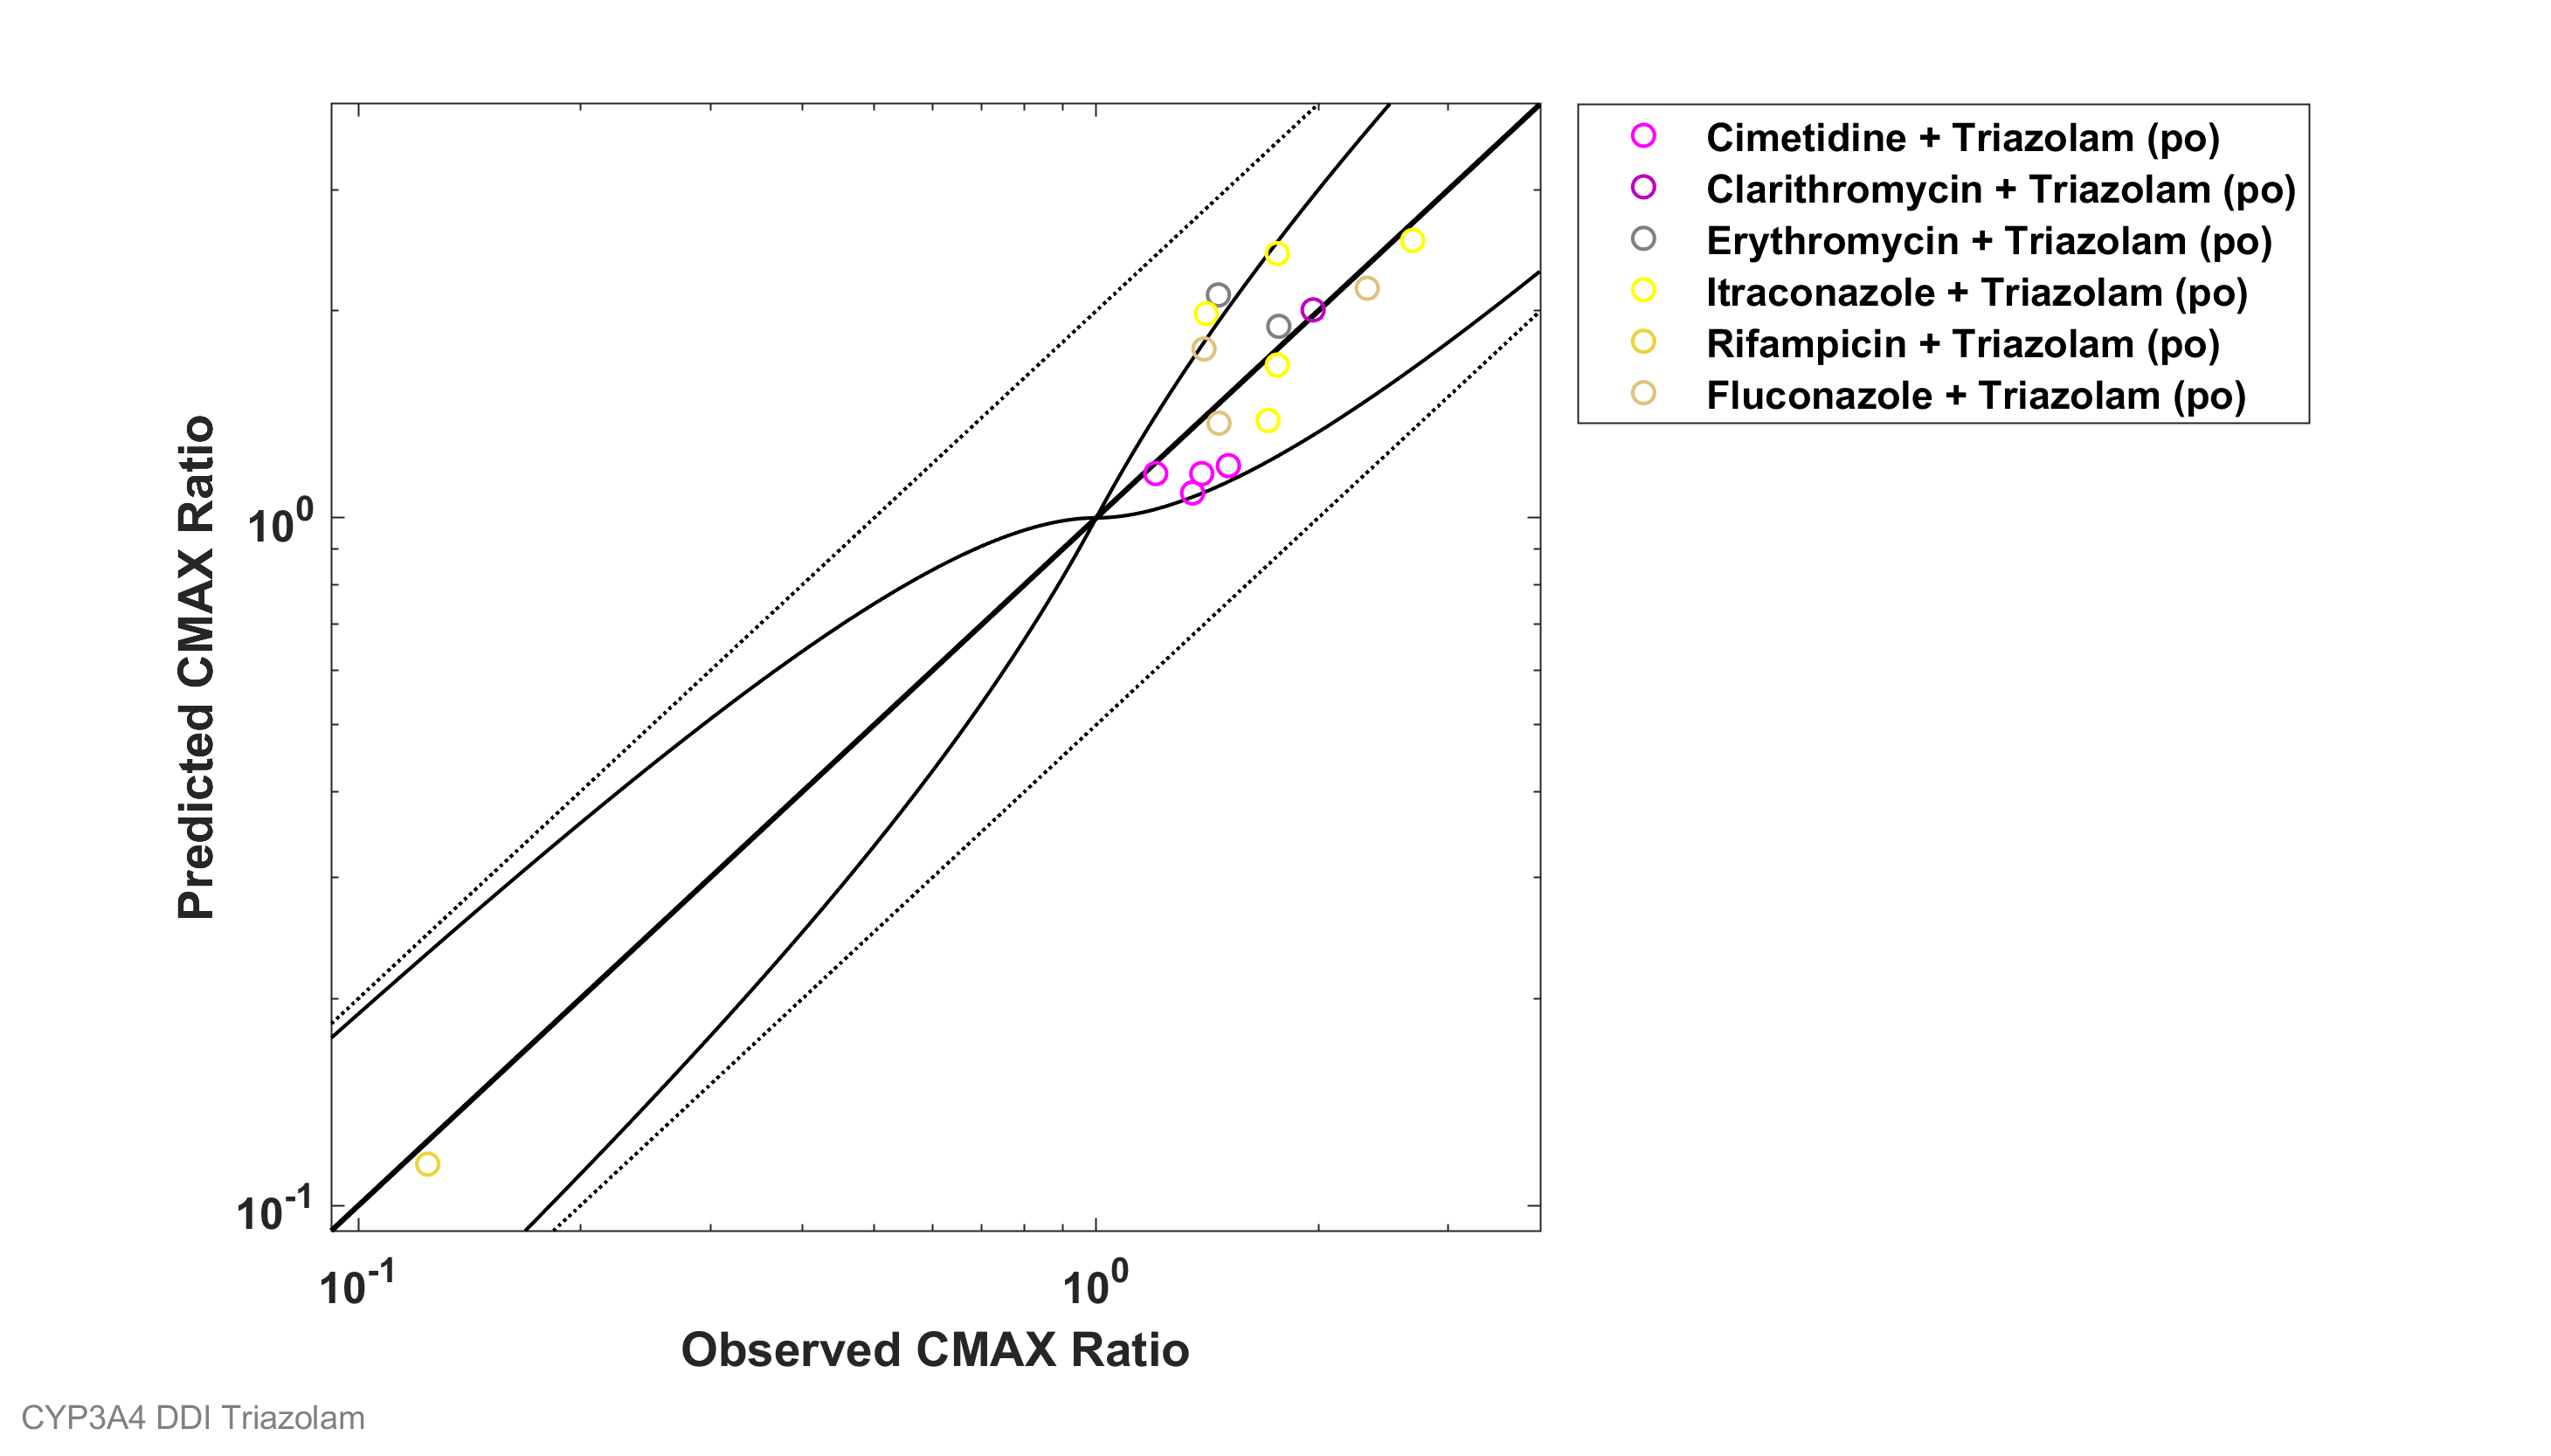 Cimetidine + Triazolam (po)
Clarithromycin + Triazolam (po)
Erythromycin + Triazolam (po)
Itraconazole + Triazolam (po)
Rifampicin + Triazolam (po)
Fluconazole + Triazolam (po)
Predicted CMAX Ratio
10^0
10^-1
10^-1 10^0
Observed CMAX Ratio
CYP3A4 DDI Triazolam